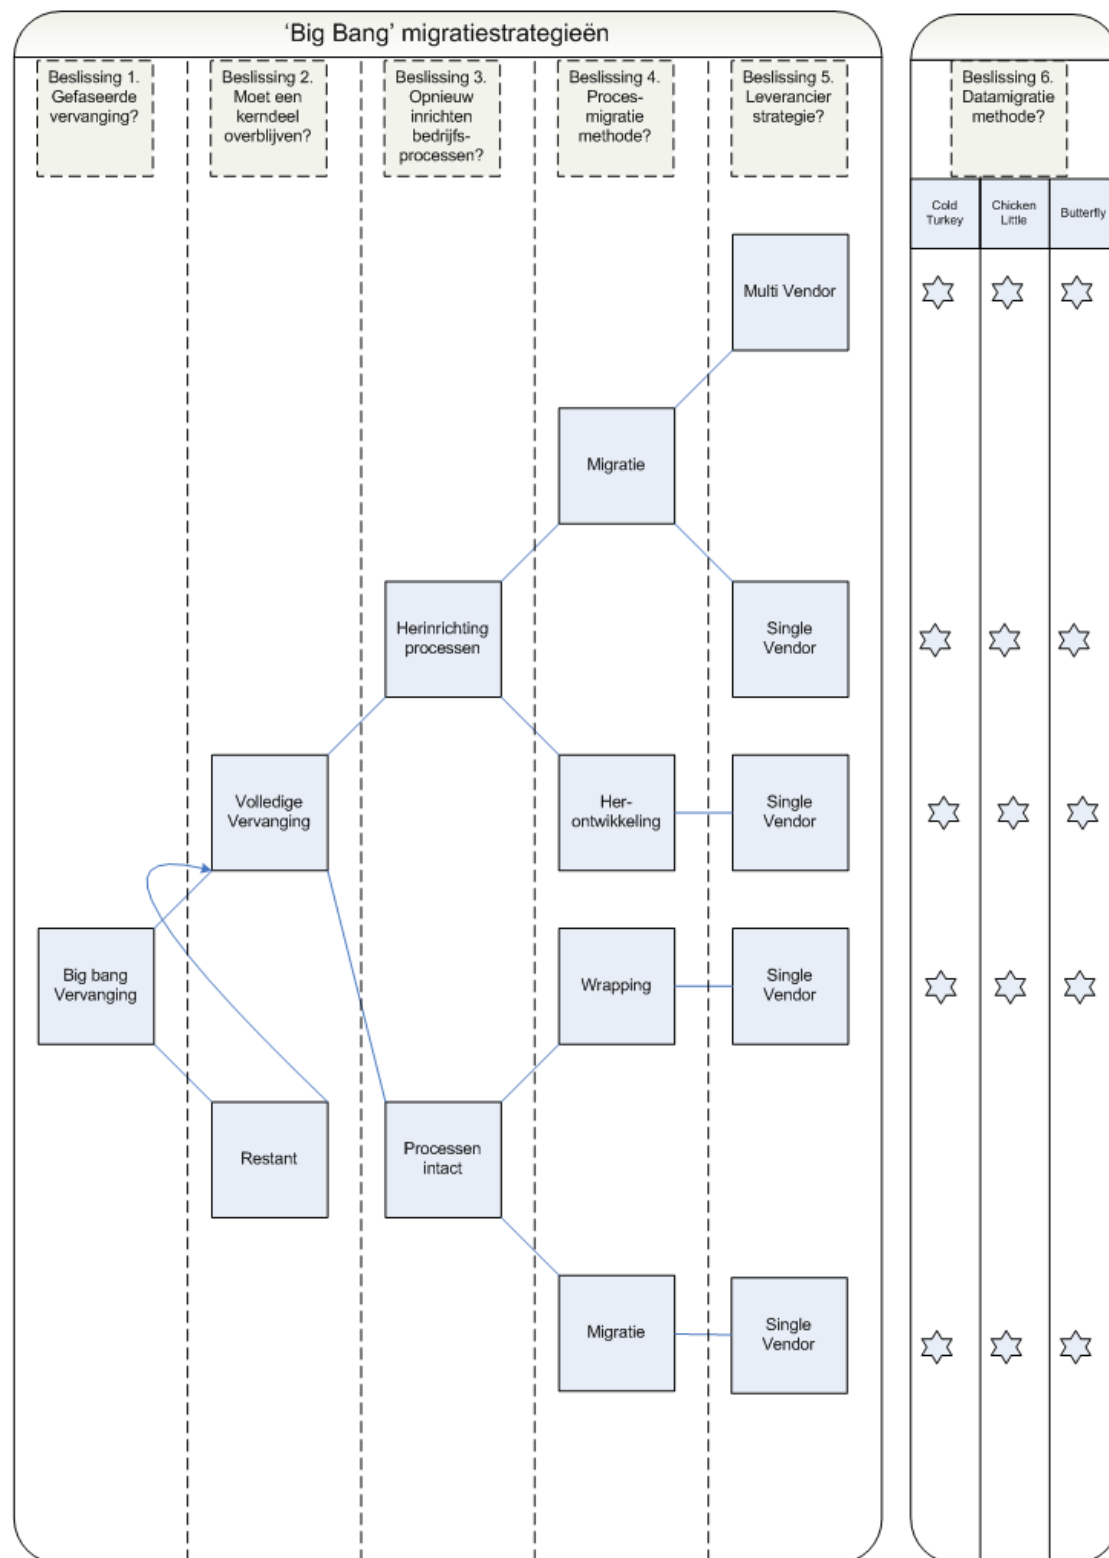 ‘Big Bang’ migratiestrategieën
Beslissing 1.
Gefaseerde
vervanging?
Beslissing 2.
Moet een
kerndeel
overblijven?
Beslissing 3.
Opnieuw
inrichten
bedrijfs-
processen?
Beslissing 4.
Proces-
migratie
methode?
Beslissing 5.
Leverancier
strategie?
Beslissing 6.
Datamigratie
methode?
Cold
Turkey
Chicken
Little
Butterfly
Multi Vendor
Migratie
Herinrichting
processen
Single
Vendor
Volledige
Vervanging
Her-
ontwikkeling
Single
Vendor
Big bang
Vervanging
Wrapping
Single
Vendor
Restant
Processen
intact
Migratie
Single
Vendor